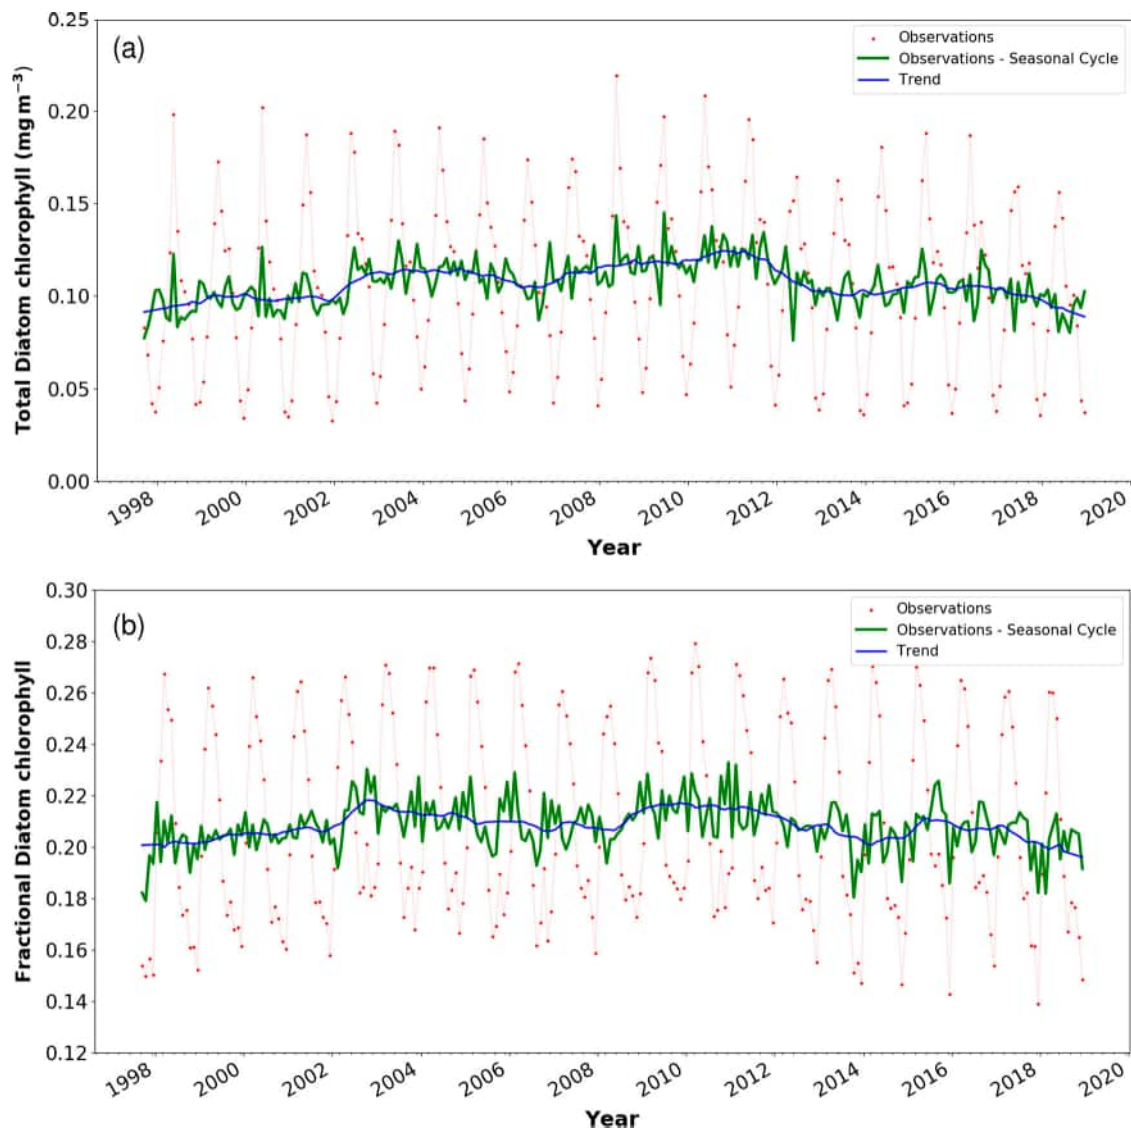 0.25
(a)
Observations
Observations - Seasonal Cycle
Trend
0.20
0.15
0.10
0.05
0.00
Total Diatom chlorophyll (mg m⁻³)
1998 2000 2002 2004 2006 2008 2010 2012 2014 2016 2018 2020
Year
0.30
(b)
Observations
Observations - Seasonal Cycle
Trend
0.28
0.26
0.24
0.22
0.20
0.18
0.16
0.14
0.12
Fractional Diatom chlorophyll
1998 2000 2002 2004 2006 2008 2010 2012 2014 2016 2018 2020
Year